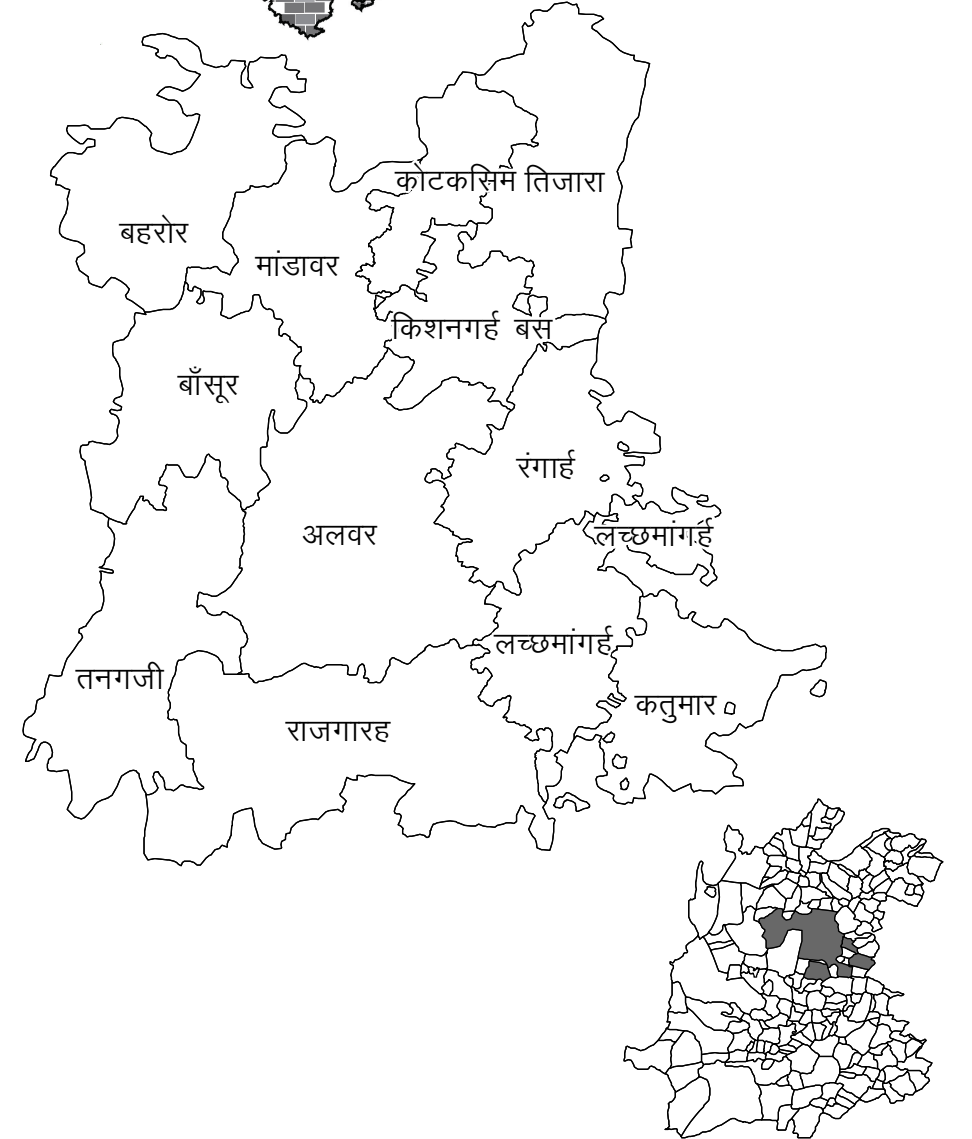 कोटकसिम तिजारा
बहरोर
मांडावर
किशनगर्ह बस
बाँसूर
रंगार्ह
अलवर
लच्छमांगर्ह
लच्छमांगर्ह
तनगजी
कतुमार
राजगारह